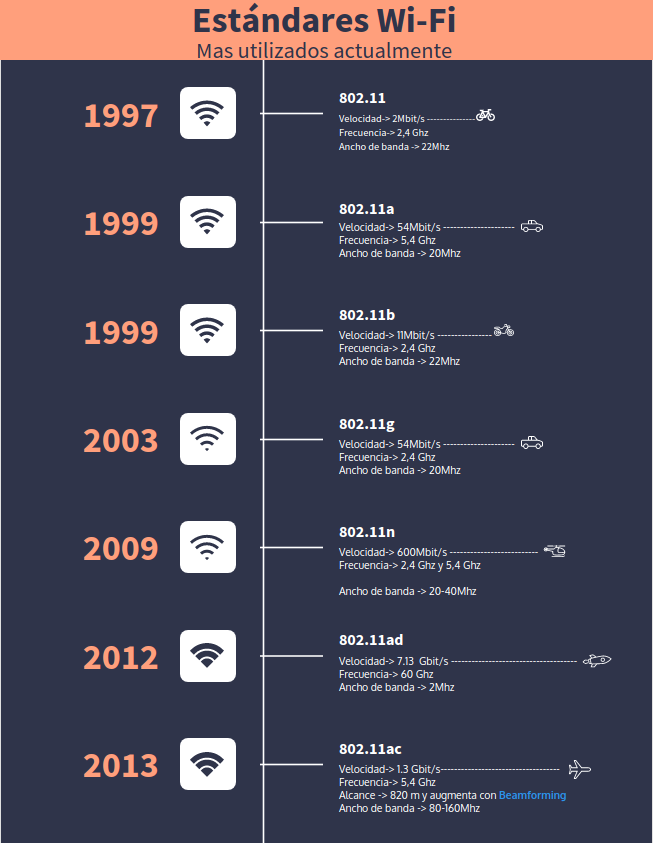 Estándares Wi-Fi
Mas utilizados actualmente
1997
802.11
Velocidad-> 2Mbit/s ---------------
Frecuencia-> 2,4 Ghz
Ancho de banda -> 22Mhz
1999
802.11a
Velocidad-> 54Mbit/s ---------------------
Frecuencia-> 5,4 Ghz
Ancho de banda -> 20Mhz
1999
802.11b
Velocidad-> 11Mbit/s ----------------
Frecuencia-> 2,4 Ghz
Ancho de banda -> 22Mhz
2003
802.11g
Velocidad-> 54Mbit/s ---------------------
Frecuencia-> 2,4 Ghz
Ancho de banda -> 20Mhz
2009
802.11n
Velocidad-> 600Mbit/s --------------------------
Frecuencia-> 2,4 Ghz y 5,4 Ghz
Ancho de banda -> 20-40Mhz
2012
802.11ad
Velocidad-> 7.13 Gbit/s -------------------------------------
Frecuencia-> 60 Ghz
Ancho de banda -> 2Mhz
2013
802.11ac
Velocidad-> 1.3 Gbit/s-----------------------------------
Frecuencia-> 5,4 Ghz
Alcance -> 820 m y augmenta con Beamforming
Ancho de banda -> 80-160Mhz